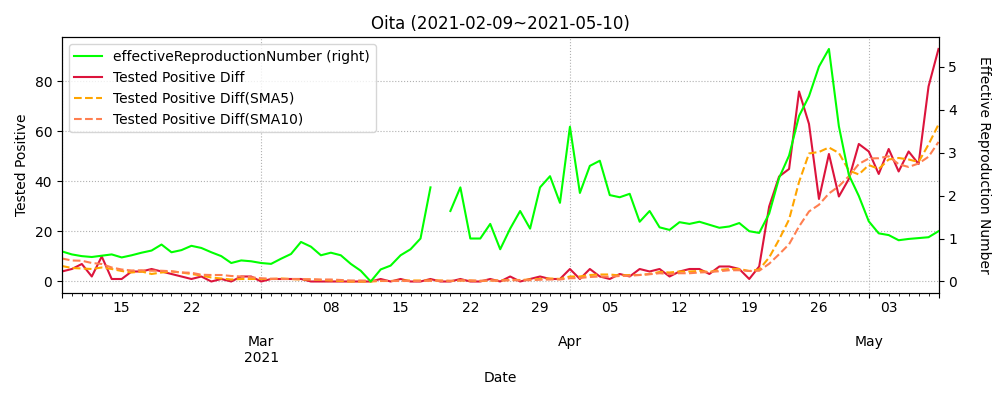 Oita (2021-02-09~2021-05-10)
effectiveReproductionNumber (right)
Tested Positive Diff
Tested Positive Diff(SMA5)
Tested Positive Diff(SMA10)
Tested Positive
80
60
40
20
0
5
4
3
2
1
0
Effective Reproduction Number
15 22 08 15 22 29 05 12 19 26 03
Mar Apr May
2021
Date